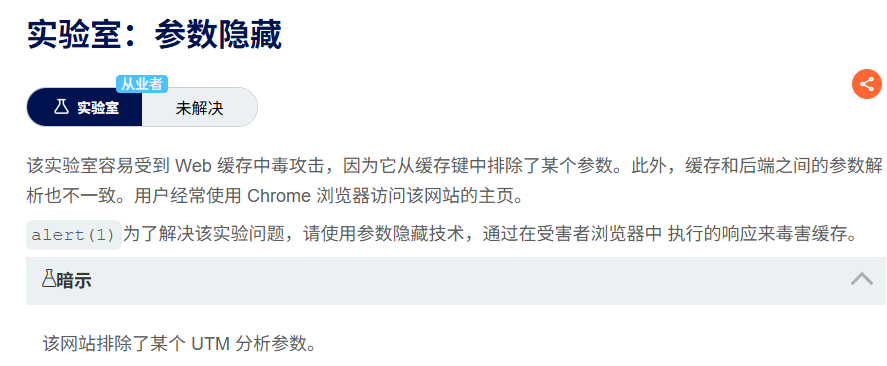 实验室：参数隐藏
从业者
实验室
未解决
该实验室容易受到 Web 缓存中毒攻击，因为它从缓存键中排除了某个参数。此外，缓存和后端之间的参数解
析也不一致。用户经常使用 Chrome 浏览器访问该网站的主页。
alert(1)为了解决该实验问题，请使用参数隐藏技术，通过在受害者浏览器中 执行的响应来毒害缓存。
暗示
该网站排除了某个 UTM 分析参数。